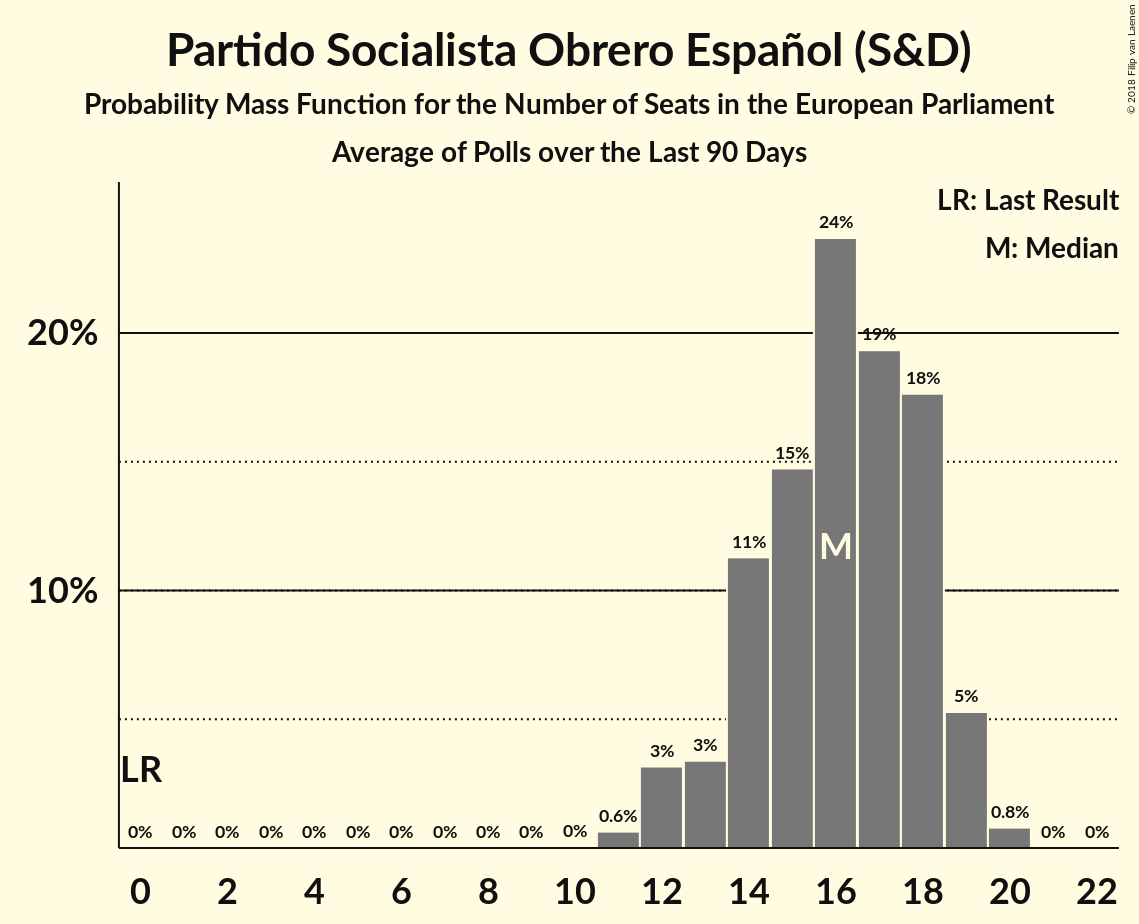 Partido Socialista Obrero Español (S&D)
Probability Mass Function for the Number of Seats in the European Parliament
Average of Polls over the Last 90 Days
© 2018 Filip van Laenen
LR: Last Result
M: Median
24%
20%
19%
18%
15%
M
11%
10%
5%
3%
3%
LR
0.6%
0.8%
0% 0% 0% 0% 0% 0% 0% 0% 0% 0% 0% 0% 0%
0 2 4 6 8 10 12 14 16 18 20 22